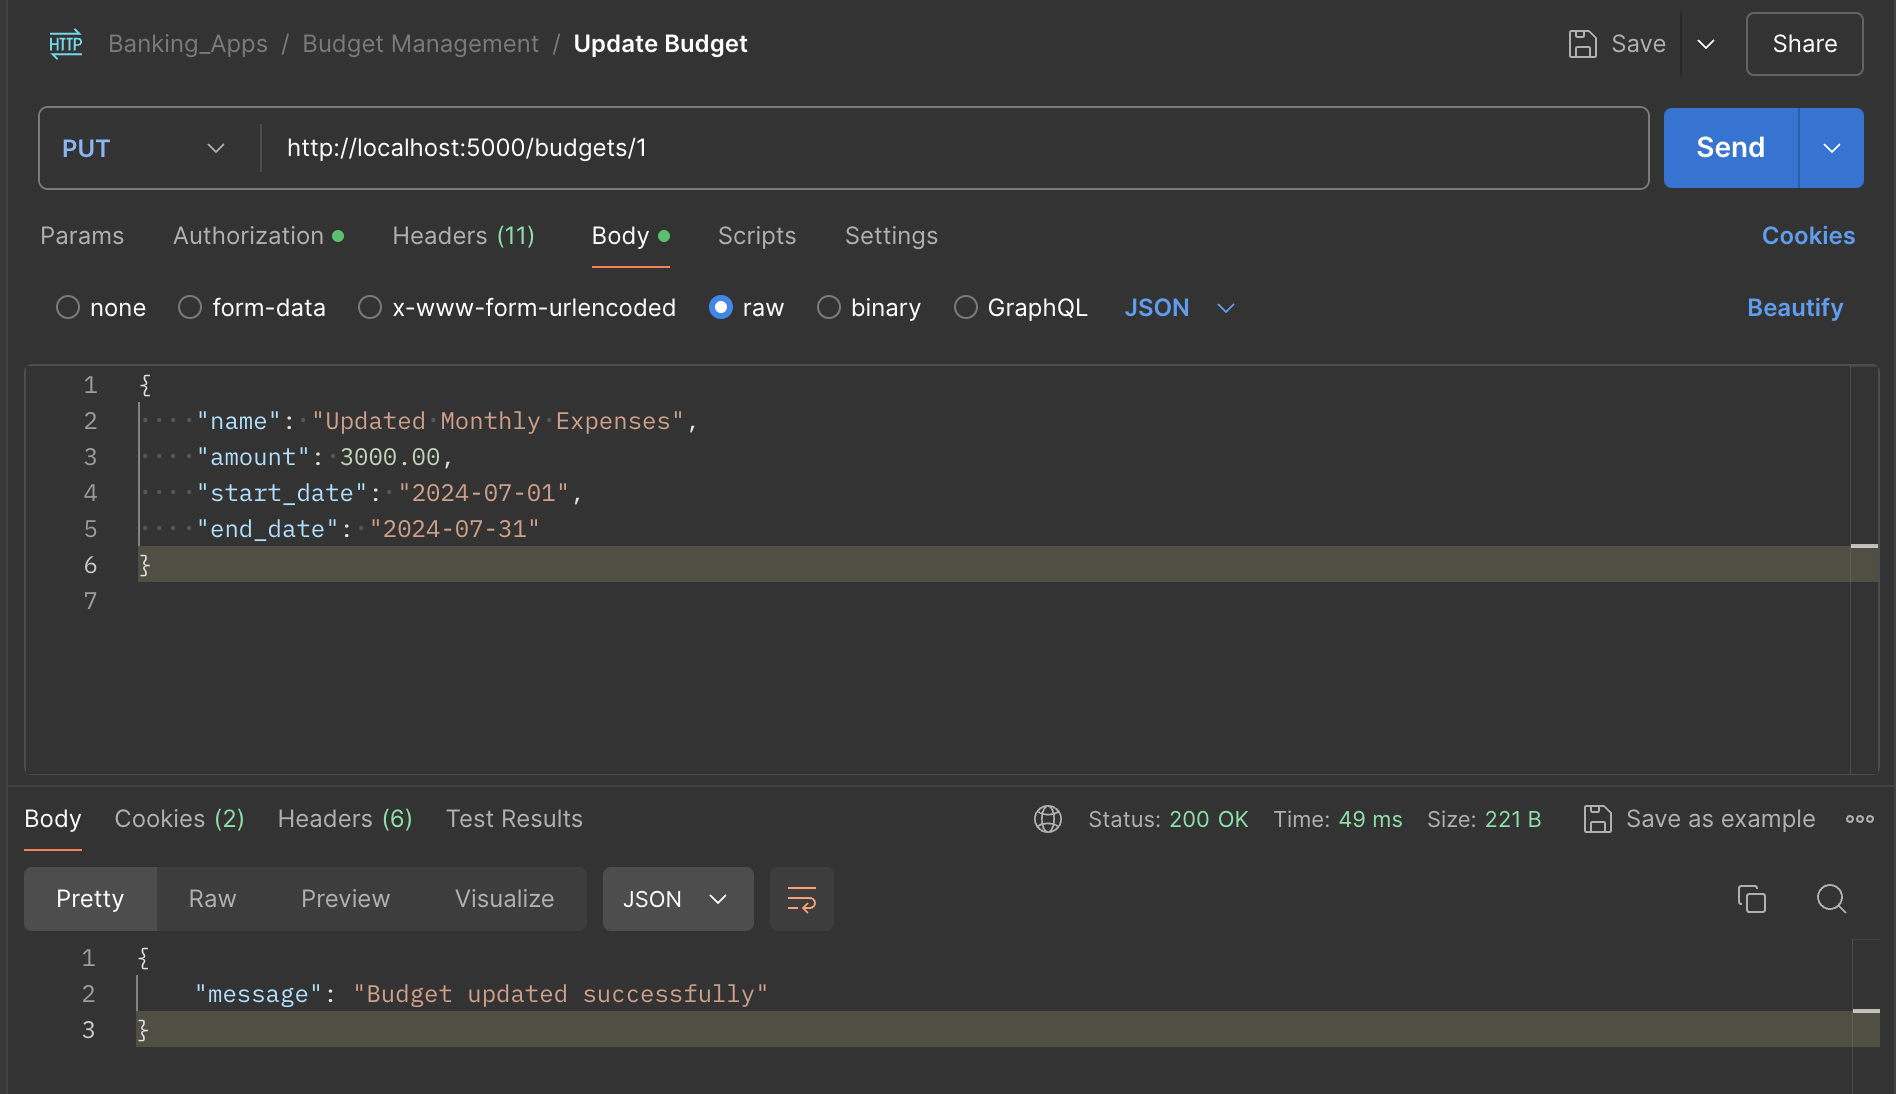 HTTP Banking_Apps / Budget Management / Update Budget Save Share
PUT http://localhost:5000/budgets/1 Send
Params Authorization Headers (11) Body Scripts Settings Cookies
none form-data x-www-form-urlencoded raw binary GraphQL JSON Beautify
1 {
2 "name": "Updated Monthly Expenses",
3 "amount": 3000.00,
4 "start_date": "2024-07-01",
5 "end_date": "2024-07-31"
6 }
7
Body Cookies (2) Headers (6) Test Results Status: 200 OK Time: 49 ms Size: 221 B Save as example
Pretty Raw Preview Visualize JSON
1 {
2 "message": "Budget updated successfully"
3 }